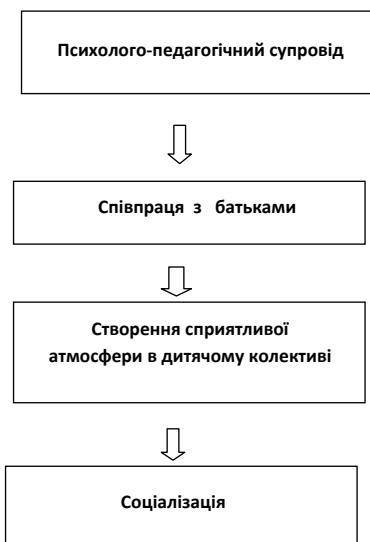 Психолого-педагогічний супровід
Співпраця з батьками
Створення сприятливої
атмосфери в дитячому колективі
Соціалізація